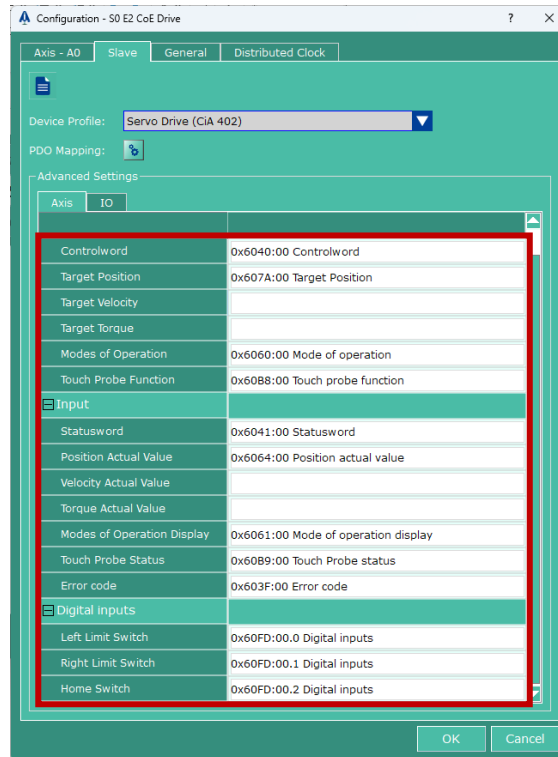 Configuration - S0 E2 CoE Drive ? ×
Axis - A0 Slave General Distributed Clock
Device Profile: Servo Drive (CiA 402)
PDO Mapping:
Advanced Settings
Axis IO
Controlword 0x6040:00 Controlword
Target Position 0x607A:00 Target Position
Target Velocity
Target Torque
Modes of Operation 0x6060:00 Mode of operation
Touch Probe Function 0x60B8:00 Touch probe function
Input
Statusword 0x6041:00 Statusword
Position Actual Value 0x6064:00 Position actual value
Velocity Actual Value
Torque Actual Value
Modes of Operation Display 0x6061:00 Mode of operation display
Touch Probe Status 0x60B9:00 Touch Probe status
Error code 0x603F:00 Error code
Digital inputs
Left Limit Switch 0x60FD:00.0 Digital inputs
Right Limit Switch 0x60FD:00.1 Digital inputs
Home Switch 0x60FD:00.2 Digital inputs
OK Cancel